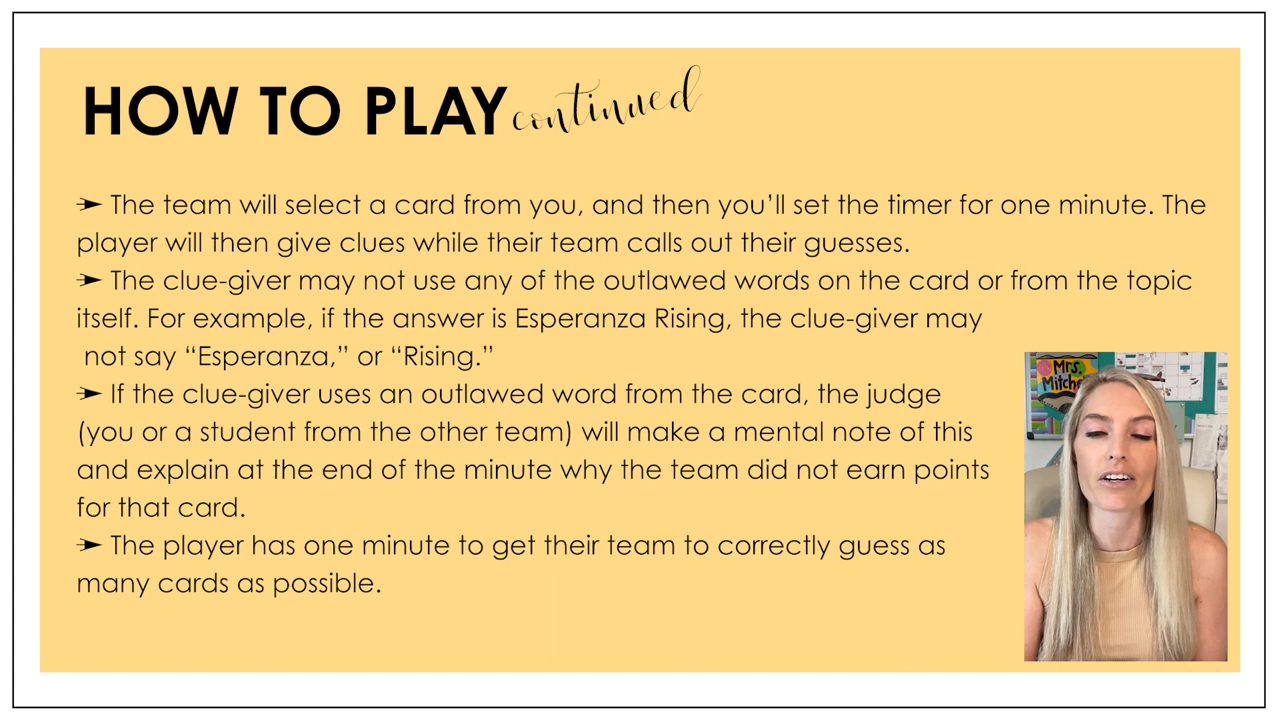 HOW TO PLAY continued
➛ The team will select a card from you, and then you’ll set the timer for one minute. The
player will then give clues while their team calls out their guesses.
➛ The clue-giver may not use any of the outlawed words on the card or from the topic
itself. For example, if the answer is Esperanza Rising, the clue-giver may
not say “Esperanza,” or “Rising.”
➛ If the clue-giver uses an outlawed word from the card, the judge
(you or a student from the other team) will make a mental note of this
and explain at the end of the minute why the team did not earn points
for that card.
➛ The player has one minute to get their team to correctly guess as
many cards as possible.
Mrs.